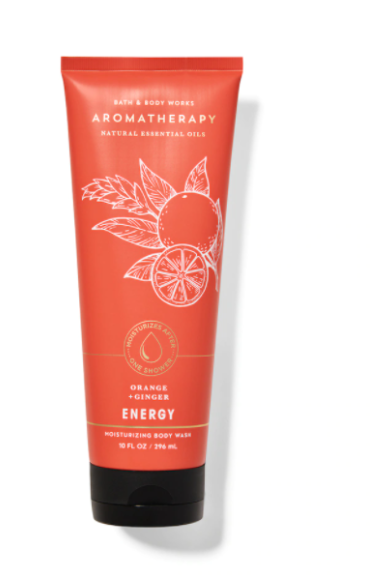 BATH & BODY WORKS
AROMATHERAPY
NATURAL ESSENTIAL OILS
MOISTURIZES AFTER
ONE SHOWER
ORANGE
+GINGER
ENERGY
MOISTURIZING BODY WASH
10 FL OZ / 296 mL